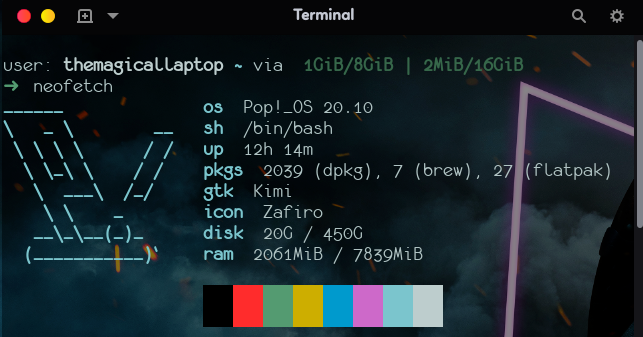 Terminal
user: themagicallaptop ~ via 1GiB/8GiB | 2MiB/16GiB
➜ neofetch
os Pop!_OS 20.10
sh /bin/bash
up 12h 14m
pkgs 2039 (dpkg), 7 (brew), 27 (flatpak)
gtk Kimi
icon Zafiro
disk 20G / 450G
ram 2061MiB / 7839MiB